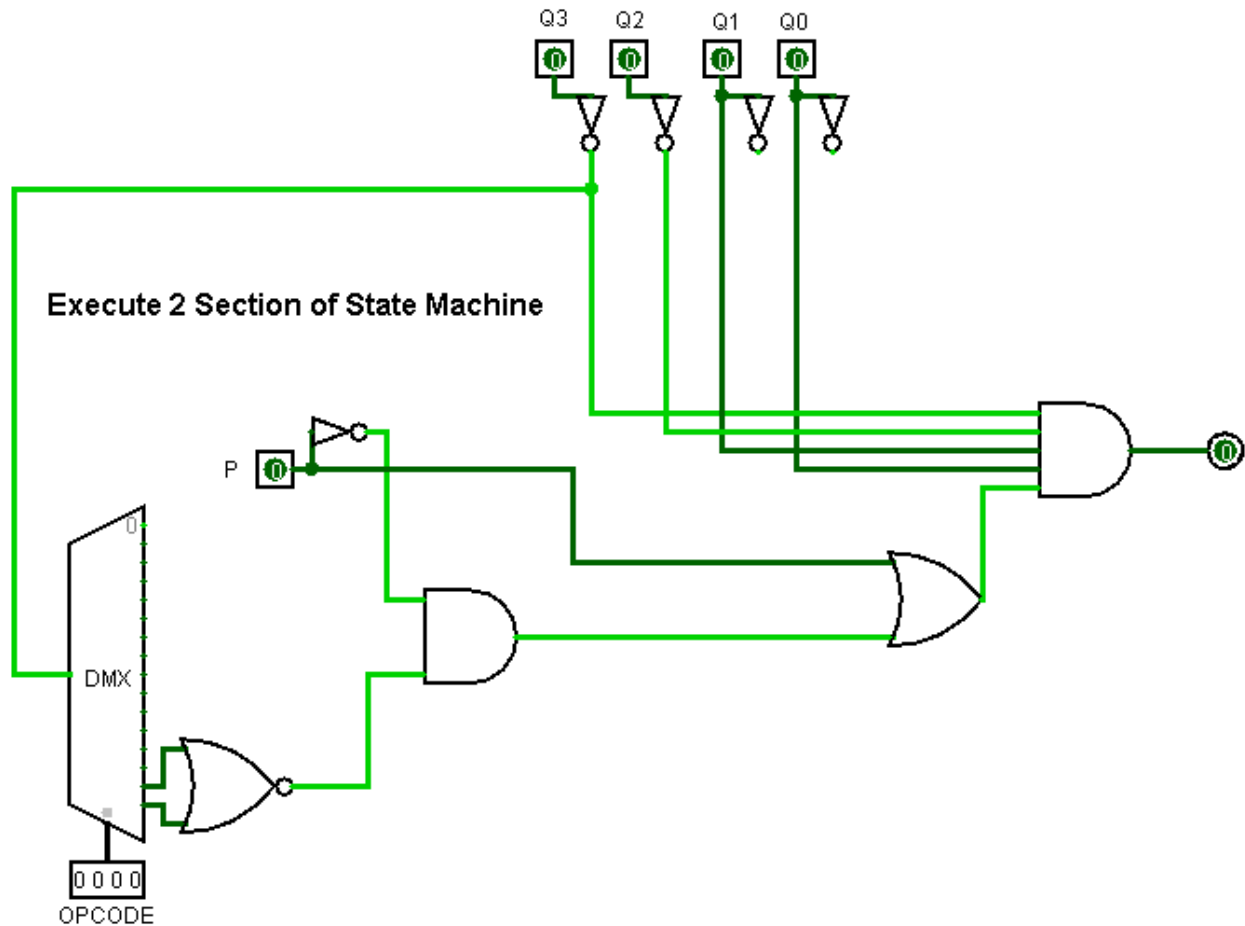 Q3 Q2 Q1 Q0
0 0 0 0
Execute 2 Section of State Machine
P 0
0
0
DMX
0 0 0 0
OPCODE